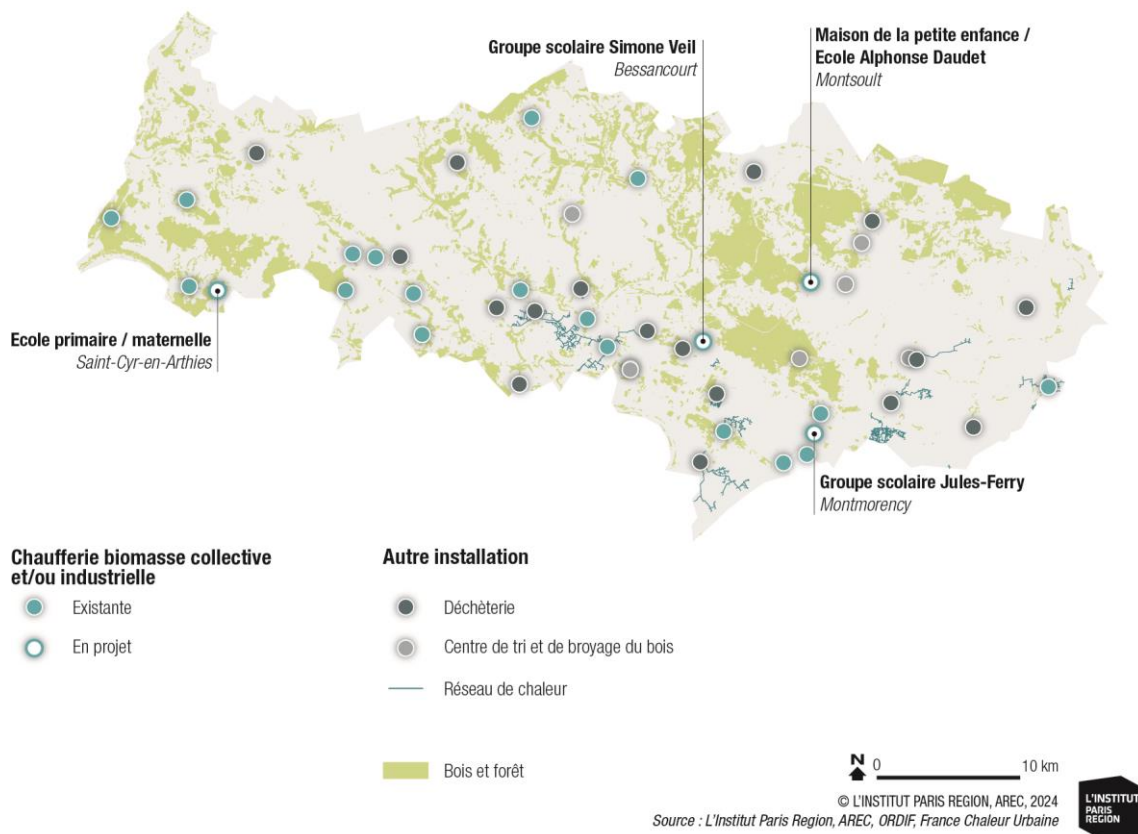 Groupe scolaire Simone Veil
Bessancourt
Maison de la petite enfance /
Ecole Alphonse Daudet
Montsoult
Ecole primaire / maternelle
Saint-Cyr-en-Arthies
Groupe scolaire Jules-Ferry
Montmorency
Chaufferie biomasse collective
et/ou industrielle
Existante
En projet
Autre installation
Déchèterie
Centre de tri et de broyage du bois
Réseau de chaleur
Bois et forêt
N
0
10 km
© L'INSTITUT PARIS REGION, AREC, 2024
Source : L'Institut Paris Region, AREC, ORDIF, France Chaleur Urbaine
L'INSTITUT
PARIS
REGION